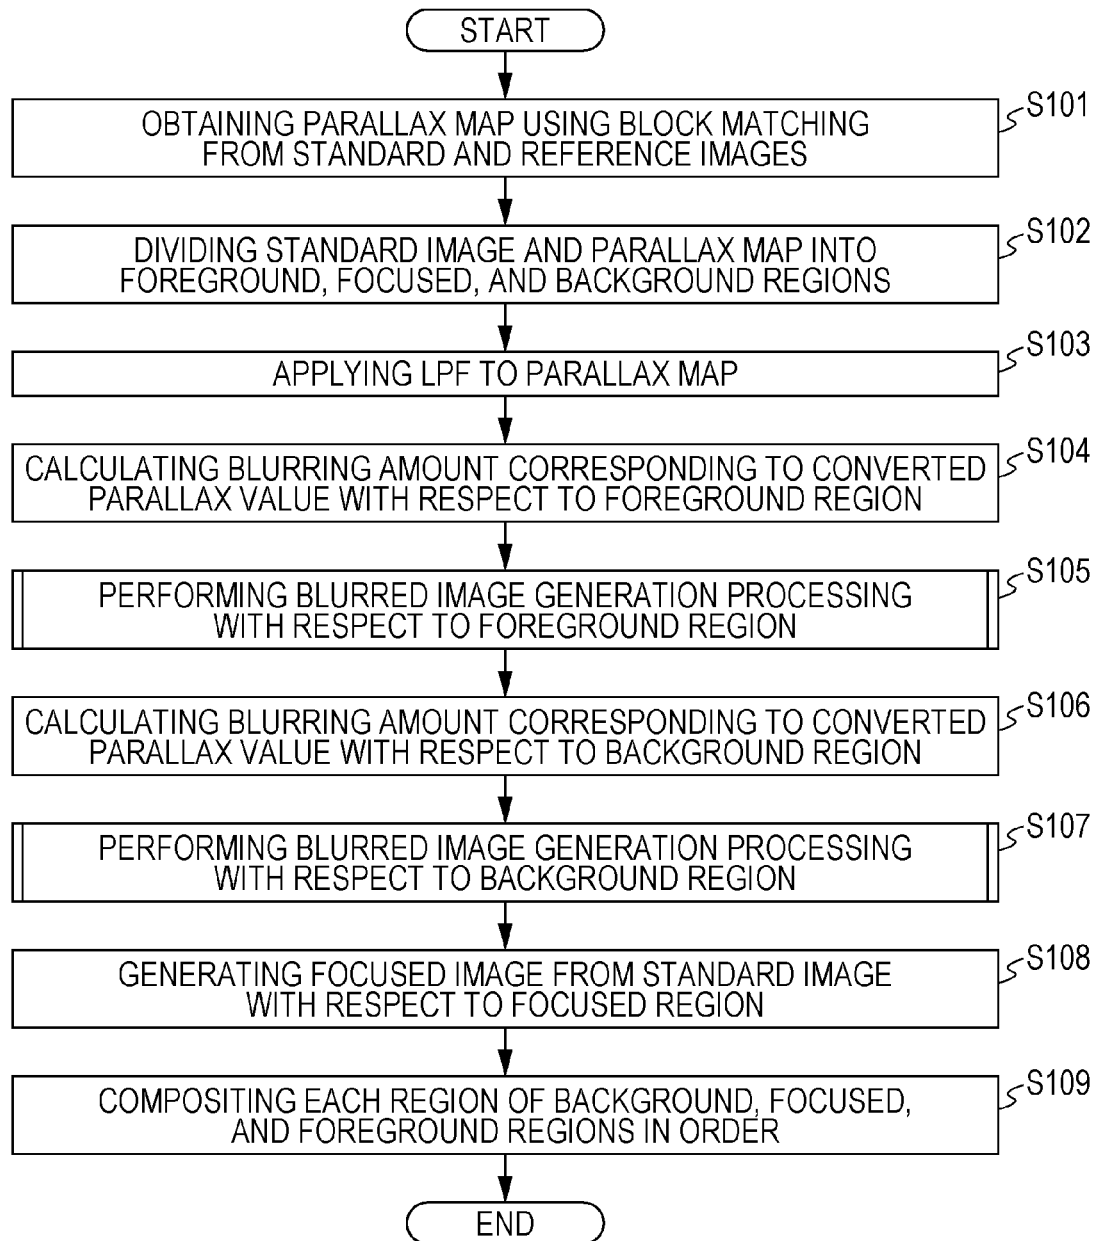 START
S101
OBTAINING PARALLAX MAP USING BLOCK MATCHING
FROM STANDARD AND REFERENCE IMAGES
S102
DIVIDING STANDARD IMAGE AND PARALLAX MAP INTO
FOREGROUND, FOCUSED, AND BACKGROUND REGIONS
S103
APPLYING LPF TO PARALLAX MAP
S104
CALCULATING BLURRING AMOUNT CORRESPONDING TO CONVERTED
PARALLAX VALUE WITH RESPECT TO FOREGROUND REGION
S105
PERFORMING BLURRED IMAGE GENERATION PROCESSING
WITH RESPECT TO FOREGROUND REGION
S106
CALCULATING BLURRING AMOUNT CORRESPONDING TO CONVERTED
PARALLAX VALUE WITH RESPECT TO BACKGROUND REGION
S107
PERFORMING BLURRED IMAGE GENERATION PROCESSING
WITH RESPECT TO BACKGROUND REGION
S108
GENERATING FOCUSED IMAGE FROM STANDARD IMAGE
WITH RESPECT TO FOCUSED REGION
S109
COMPOSITING EACH REGION OF BACKGROUND, FOCUSED,
AND FOREGROUND REGIONS IN ORDER
END